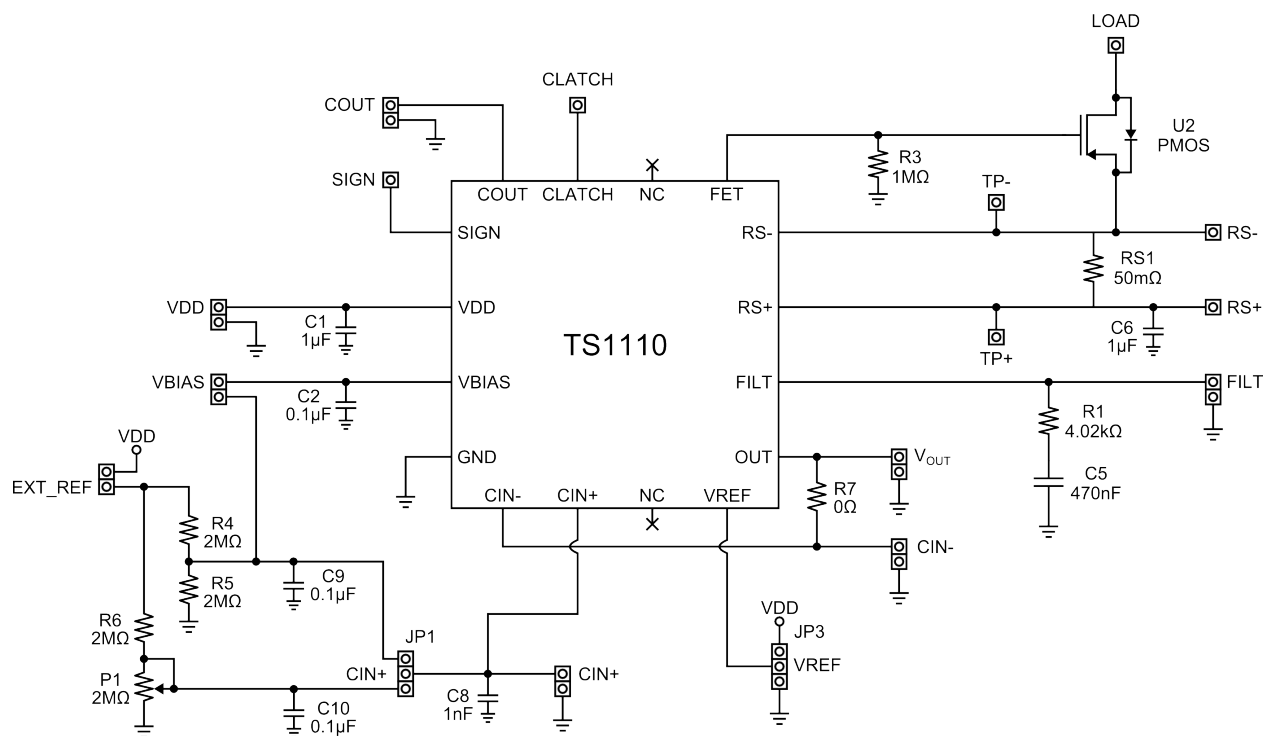 LOAD
CLATCH
COUT
U2
PMOS
R3
1MΩ
SIGN
COUT
CLATCH
NC
FET
TP-
SIGN
RS-
RS-
RS1
50mΩ
VDD
VDD
RS+
RS+
C1
1µF
C6
1µF
TS1110
TP+
VBIAS
VBIAS
FILT
FILT
C2
0.1µF
R1
4.02kΩ
VDD
GND
OUT
VOUT
EXT_REF
C5
470nF
CIN-
CIN+
NC
VREF
R7
0Ω
R4
2MΩ
CIN-
R5
2MΩ
C9
0.1µF
R6
2MΩ
VDD
JP1
JP3
CIN+
CIN+
VREF
P1
2MΩ
C8
1nF
C10
0.1µF